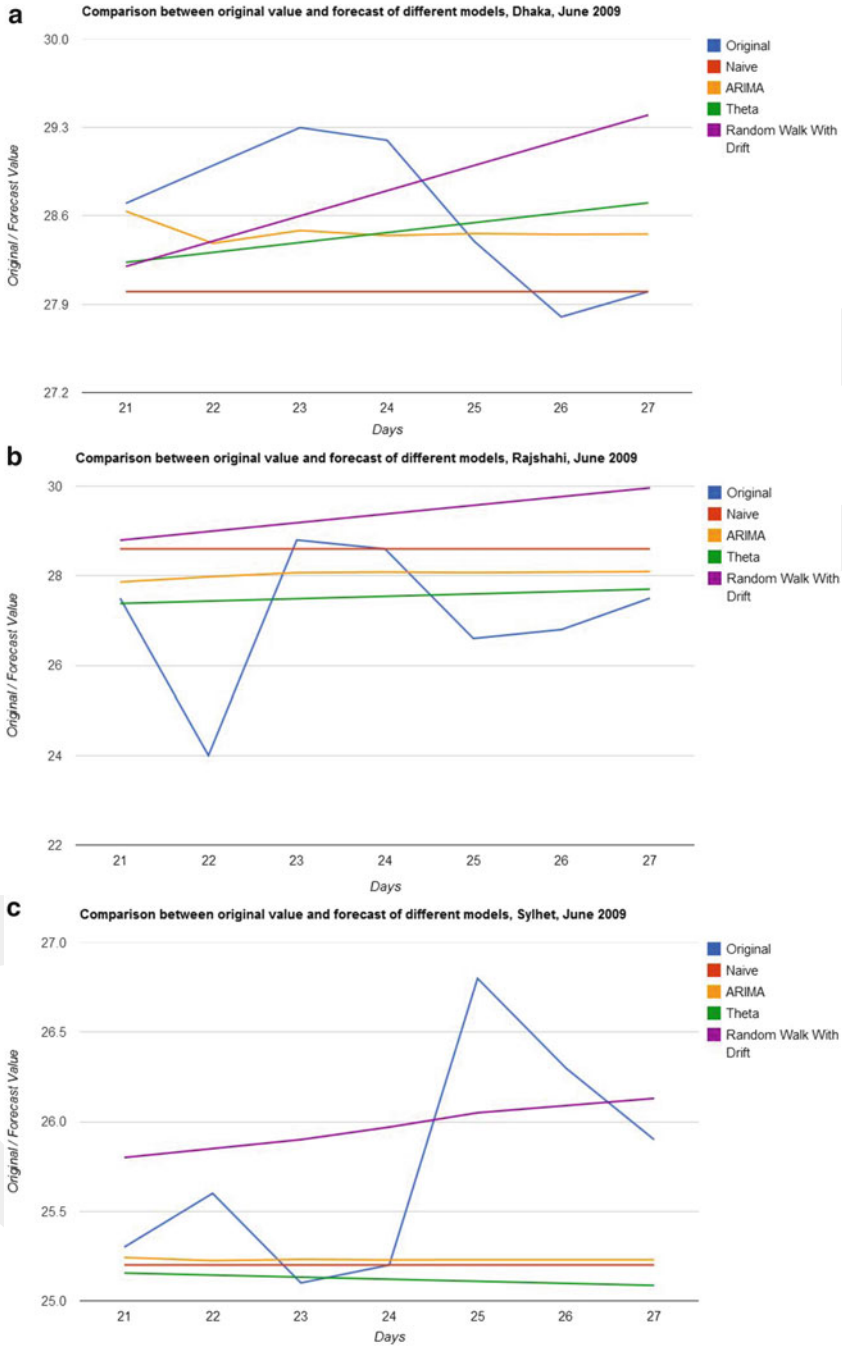 a
Comparison between original value and forecast of different models, Dhaka, June 2009
30.0
29.3
28.6
27.9
27.2
Original / Forecast Value
21 22 23 24 25 26 27
Days
Original
Naive
ARIMA
Theta
Random Walk With
Drift
b
Comparison between original value and forecast of different models, Rajshahi, June 2009
30
28
26
24
22
Original / Forecast Value
21 22 23 24 25 26 27
Days
Original
Naive
ARIMA
Theta
Random Walk With
Drift
c
Comparison between original value and forecast of different models, Sylhet, June 2009
27.0
26.5
26.0
25.5
25.0
Original / Forecast Value
21 22 23 24 25 26 27
Days
Original
Naive
ARIMA
Theta
Random Walk With
Drift